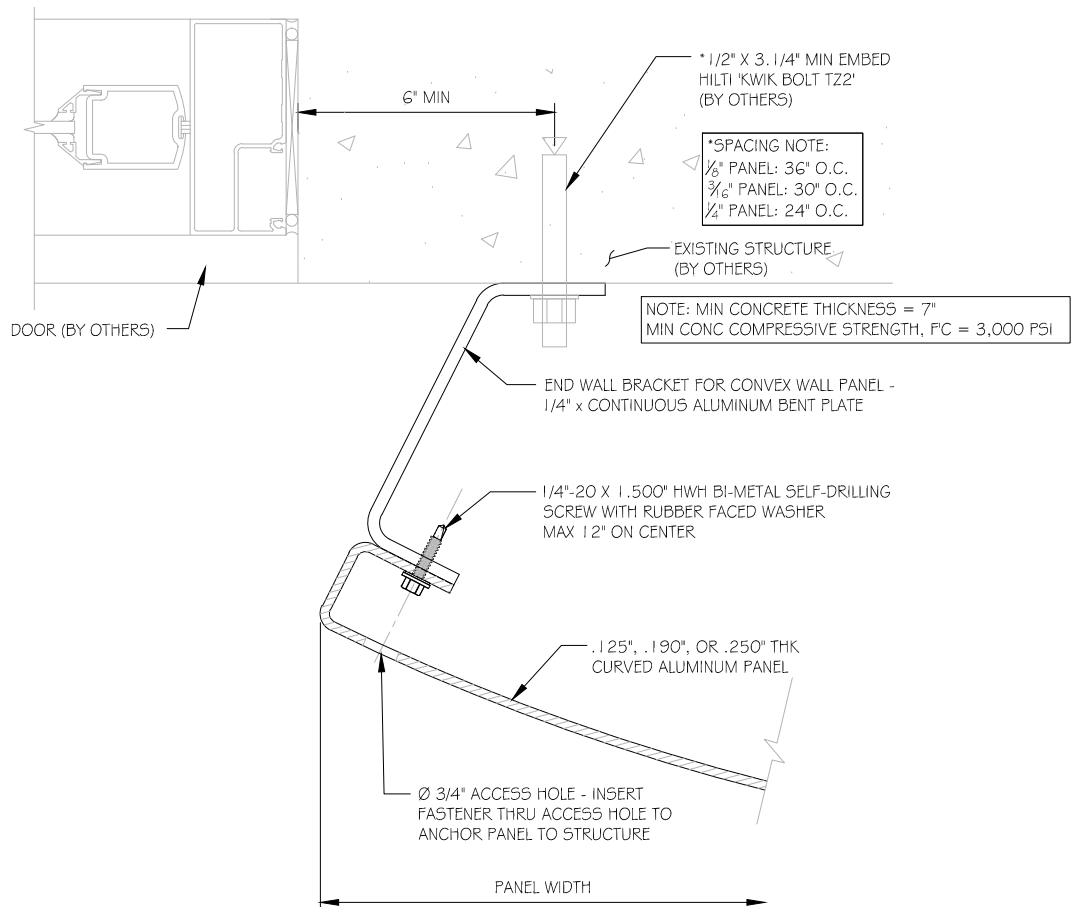 *1/2" X 3.1/4" MIN EMBED
HILTI 'KWIK BOLT TZ2'
(BY OTHERS)
6" MIN
*SPACING NOTE:
1/8" PANEL: 36" O.C.
3/16" PANEL: 30" O.C.
1/4" PANEL: 24" O.C.
EXISTING STRUCTURE
(BY OTHERS)
NOTE: MIN CONCRETE THICKNESS = 7"
MIN CONC COMPRESSIVE STRENGTH, F'C = 3,000 PSI
DOOR (BY OTHERS)
END WALL BRACKET FOR CONVEX WALL PANEL -
1/4" x CONTINUOUS ALUMINUM BENT PLATE
1/4"-20 X 1.500" HWH BI-METAL SELF-DRILLING
SCREW WITH RUBBER FACED WASHER
MAX 12" ON CENTER
.125", .190", OR .250" THK
CURVED ALUMINUM PANEL
Ø 3/4" ACCESS HOLE - INSERT
FASTENER THRU ACCESS HOLE TO
ANCHOR PANEL TO STRUCTURE
PANEL WIDTH